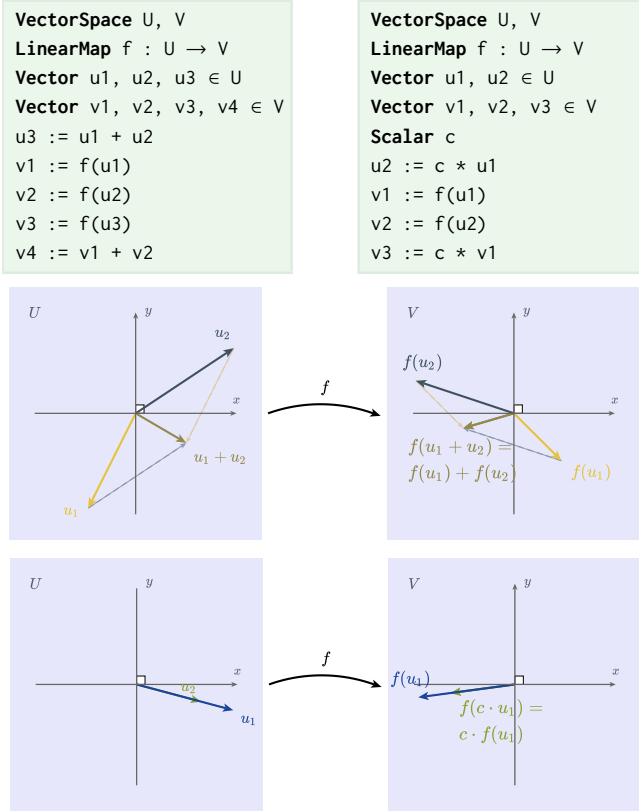 VectorSpace U, V
LinearMap f : U → V
Vector u1, u2, u3 ∈ U
Vector v1, v2, v3, v4 ∈ V
u3 := u1 + u2
v1 := f(u1)
v2 := f(u2)
v3 := f(u3)
v4 := v1 + v2
VectorSpace U, V
LinearMap f : U → V
Vector u1, u2 ∈ U
Vector v1, v2, v3 ∈ V
Scalar c
u2 := c * u1
v1 := f(u1)
v2 := f(u2)
v3 := c * v1
U
y
u₂
x
u₁ + u₂
u₁
f
V
y
f(u₂)
x
f(u₁ + u₂) =
f(u₁) + f(u₂)
f(u₁)
U
y
x
u₂
u₁
f
V
y
x
f(u₁)
f(c · u₁) =
c · f(u₁)